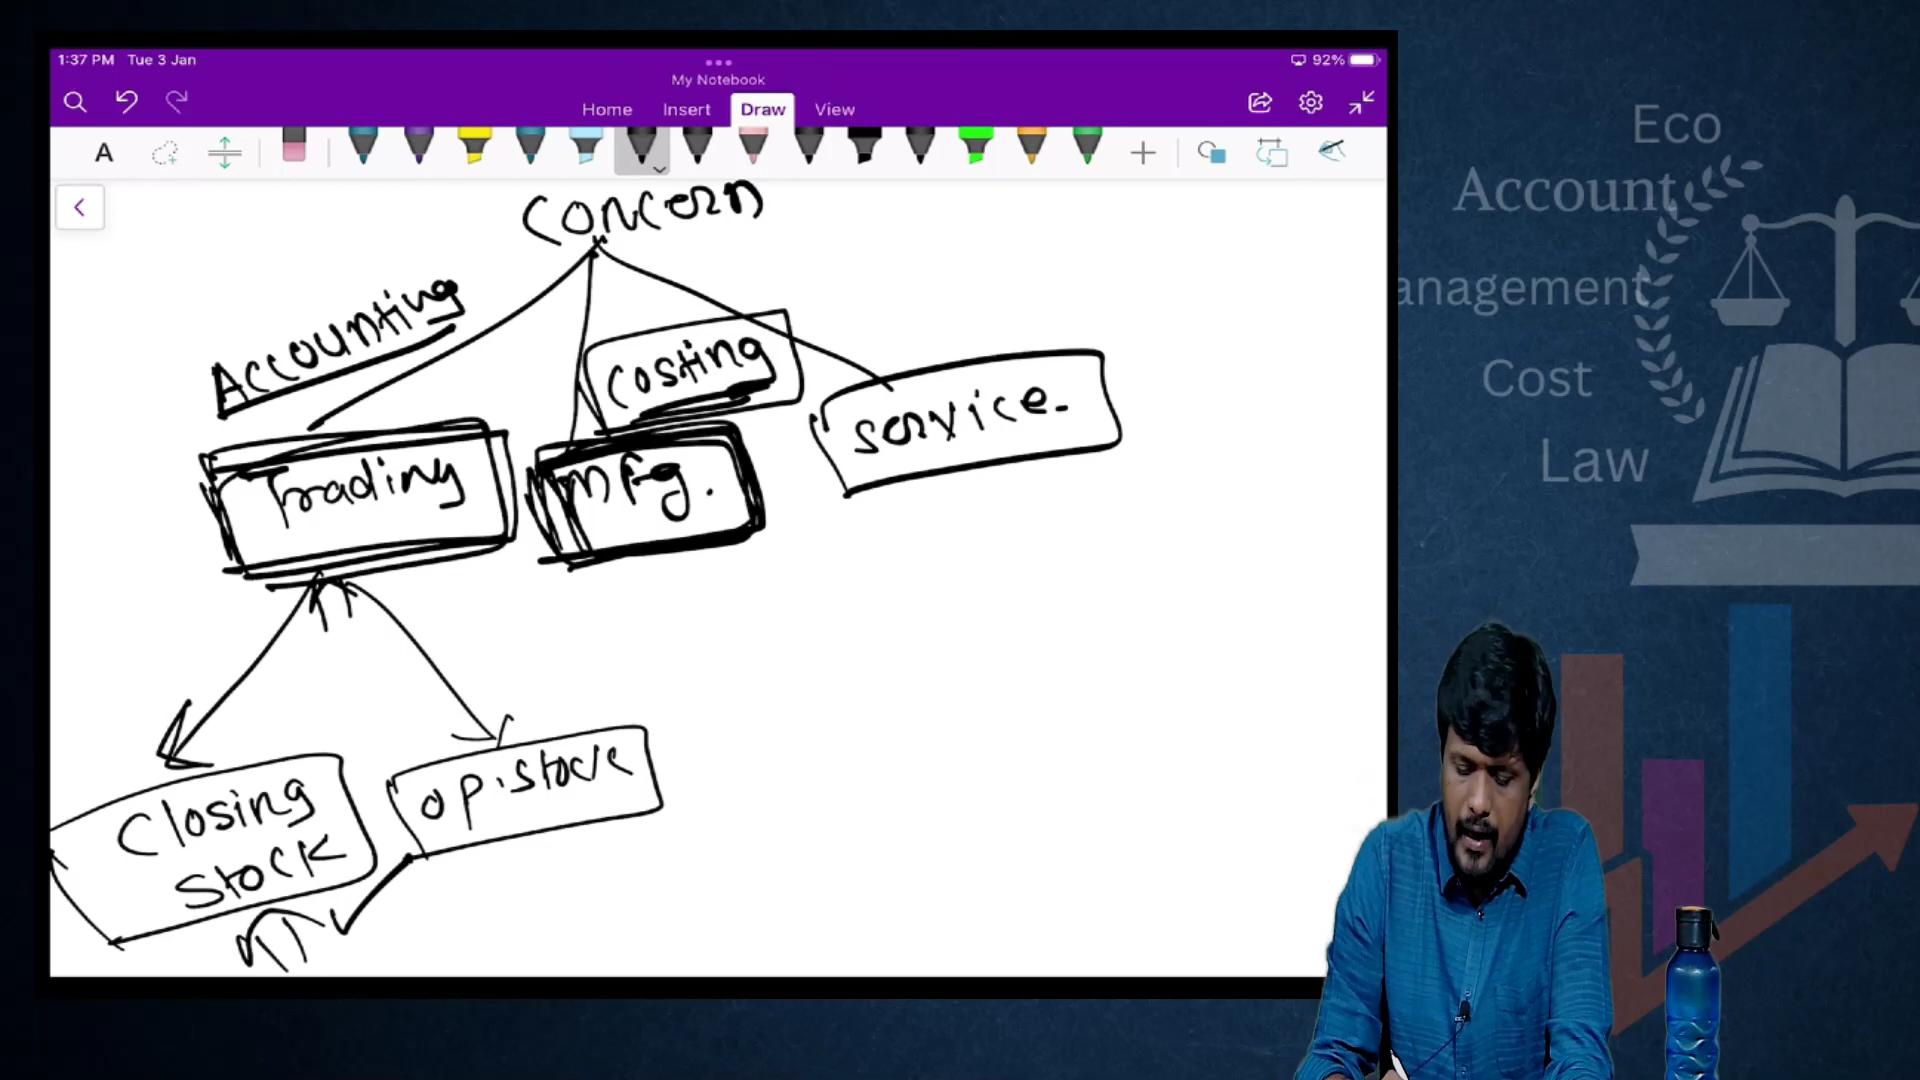 1:37 PM Tue 3 Jan
92%
My Notebook
Home Insert Draw View
A
Concern
Accounting
Costing
Service.
Trading
Mfg.
Closing
Stock
OP. Stock
Eco
Account
anagement
Cost
Law